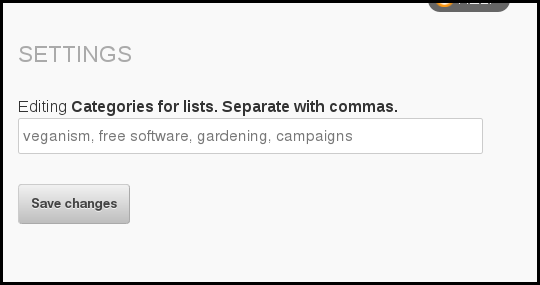 SETTINGS
Editing Categories for lists. Separate with commas.
veganism, free software, gardening, campaigns
Save changes